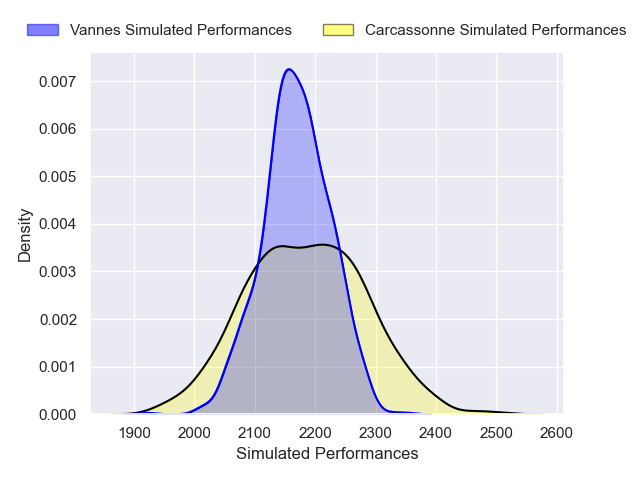 Vannes Simulated Performances Carcassonne Simulated Performances
0.007
0.006
0.005
0.004
0.003
0.002
0.001
0.000
Density
1900 2000 2100 2200 2300 2400 2500 2600
Simulated Performances